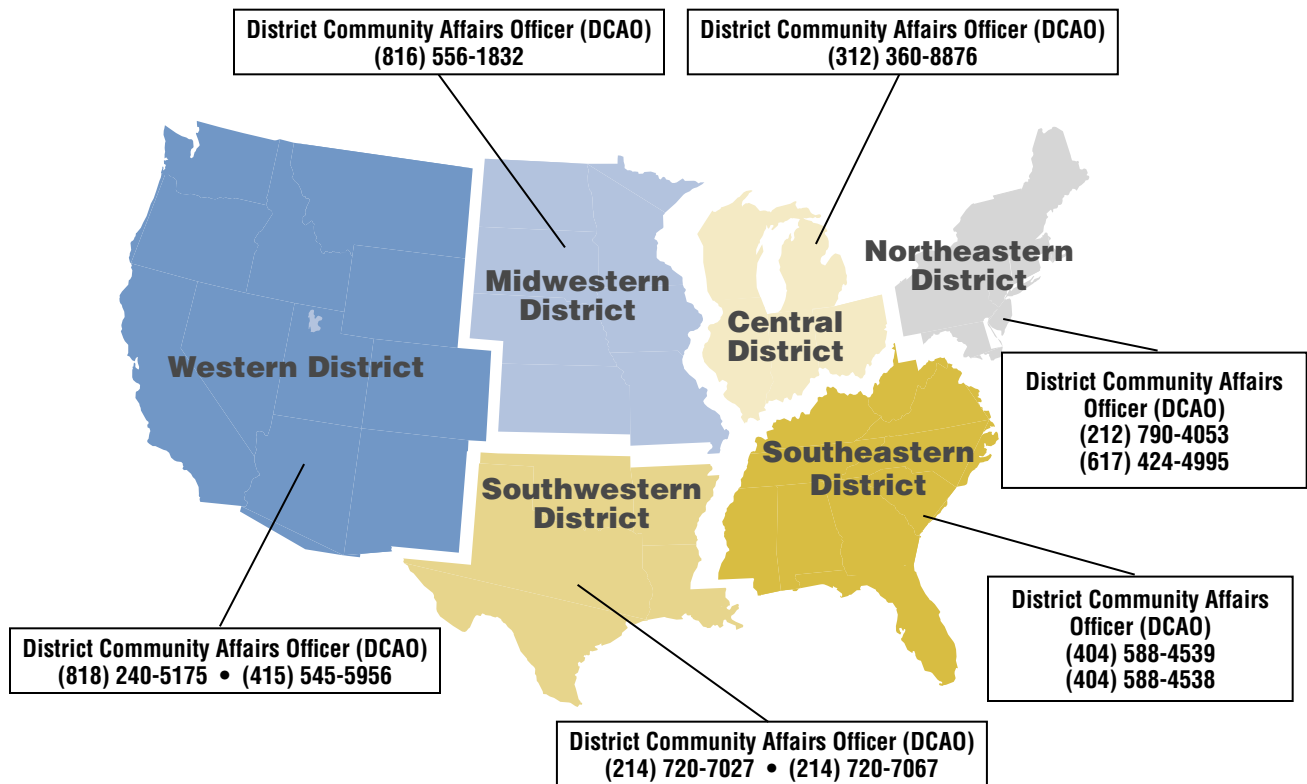 District Community Affairs Officer (DCAO)
(816) 556-1832
District Community Affairs Officer (DCAO)
(312) 360-8876
Northeastern
District
Midwestern
District
Central
District
Western District
District Community Affairs
Officer (DCAO)
(212) 790-4053
(617) 424-4995
Southeastern
District
Southwestern
District
District Community Affairs
Officer (DCAO)
(404) 588-4539
(404) 588-4538
District Community Affairs Officer (DCAO)
(818) 240-5175 • (415) 545-5956
District Community Affairs Officer (DCAO)
(214) 720-7027 • (214) 720-7067